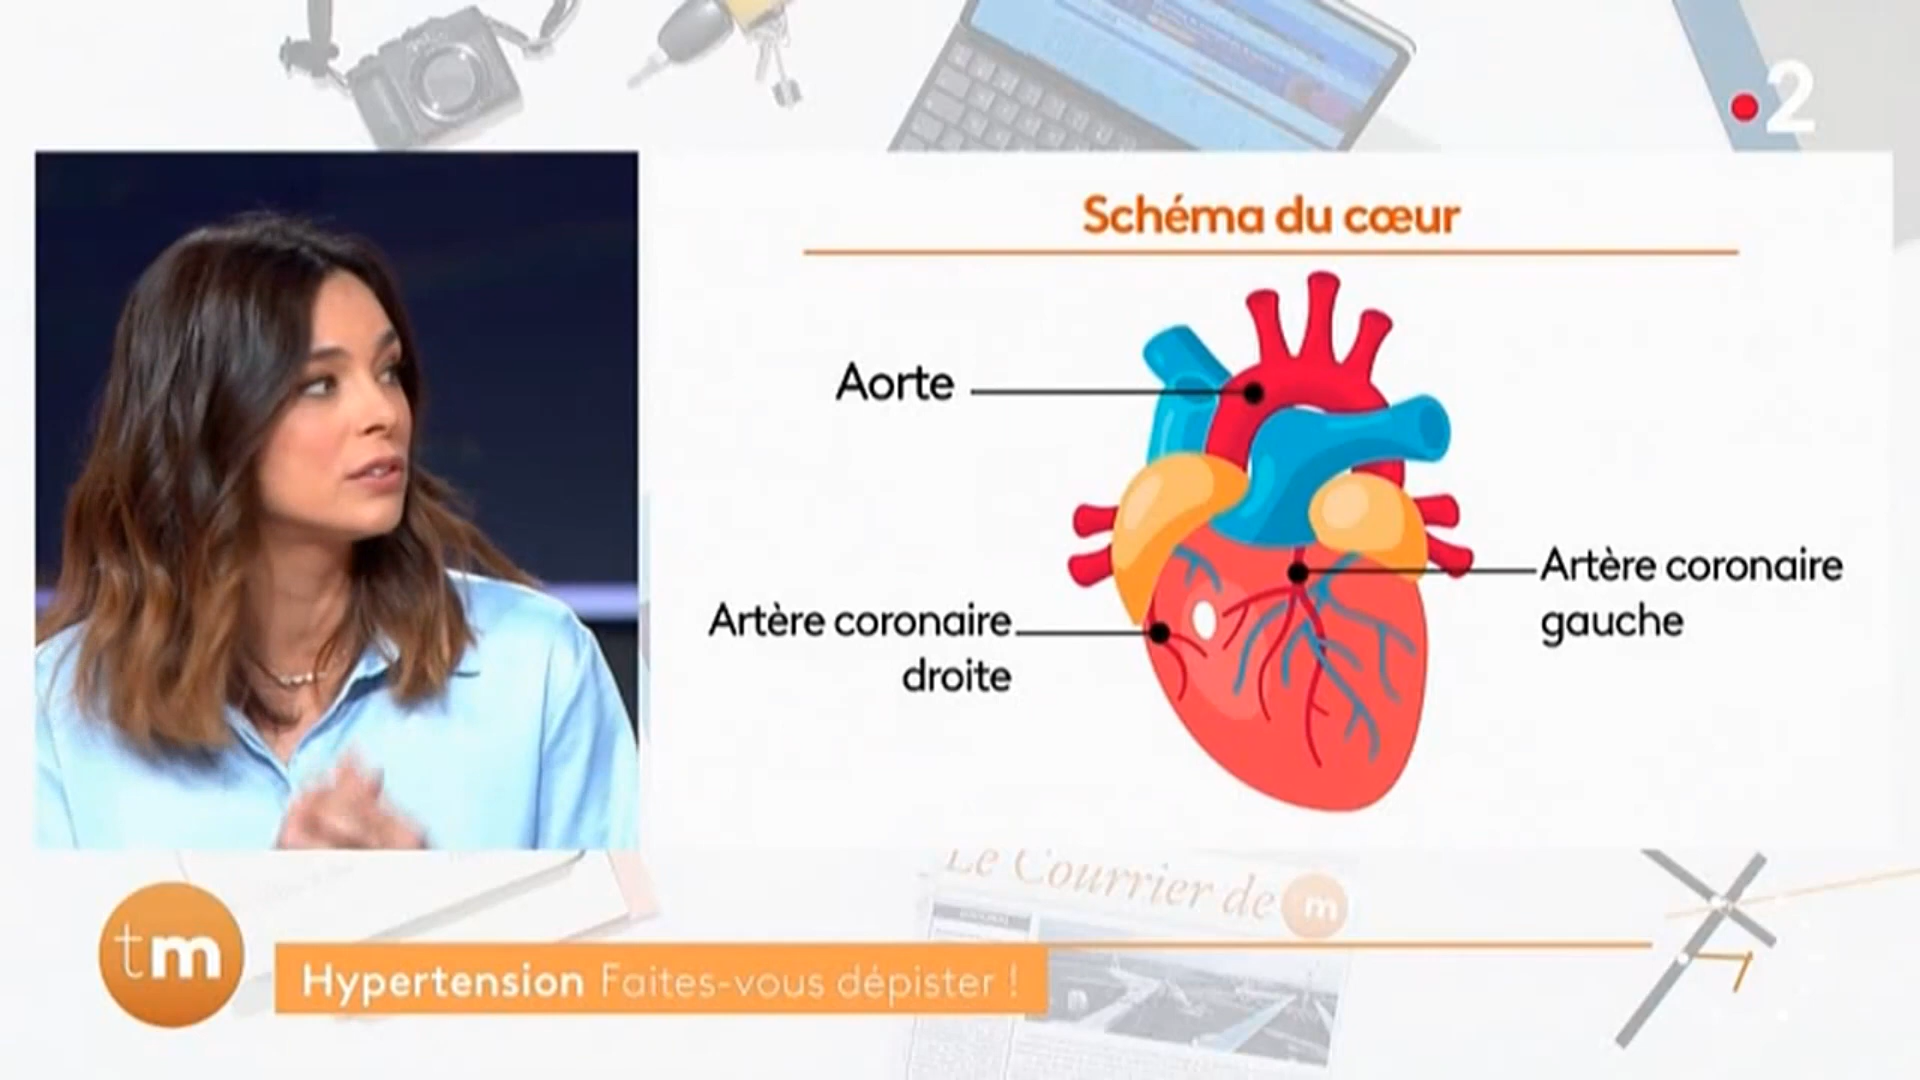 2
Schéma du cœur
Aorte
Artère coronaire
gauche
Artère coronaire
droite
Le Courrier de m
tm
Hypertension Faites-vous dépister !